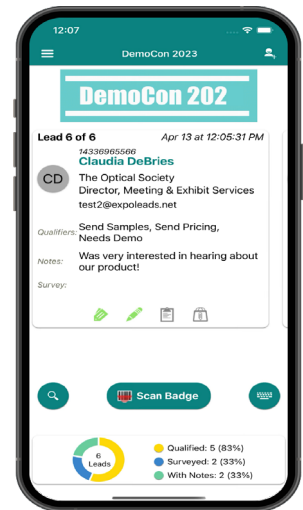 12:07
DemoCon 2023
DemoCon 202
Lead 6 of 6 Apr 13 at 12:05:31 PM
14336965566
Claudia DeBries
CD
The Optical Society
Director, Meeting & Exhibit Services
test2@expoleads.net
Qualifiers: Send Samples, Send Pricing,
Needs Demo
Notes: Was very interested in hearing about
our product!
Survey:
Scan Badge
6
Leads
Qualified: 5 (83%)
Surveyed: 2 (33%)
With Notes: 2 (33%)